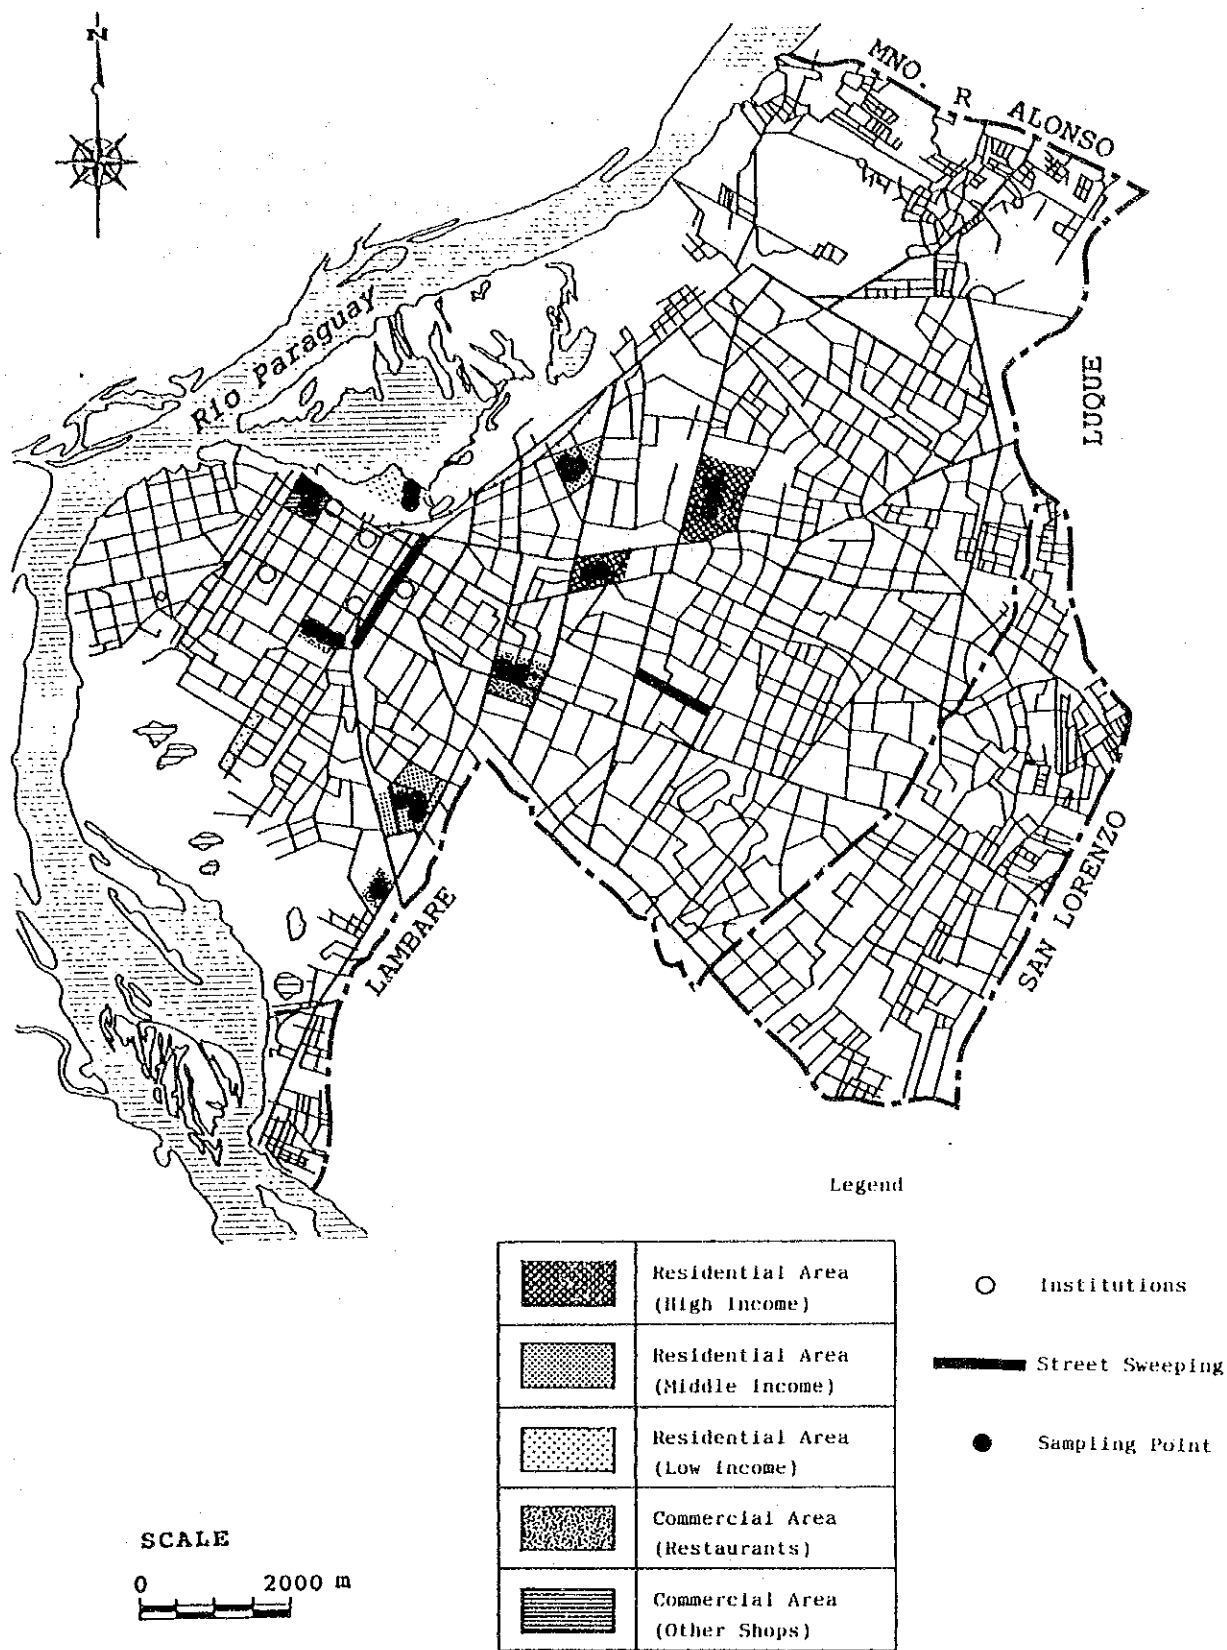 N
MNO. R ALONSO
Rio Paraguay
LUQUE
SAN LORENZO
LAMBARE
Legend
Residential Area
(High Income)
Residential Area
(Middle Income)
Residential Area
(Low Income)
Commercial Area
(Restaurants)
Commercial Area
(Other Shops)
Institutions
Street Sweeping
Sampling Point
SCALE
0 2000 m